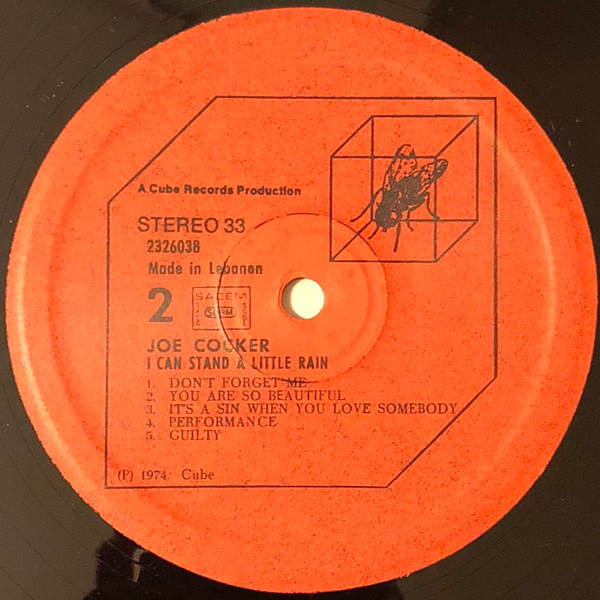 A Cube Records Production
STEREO 33
2326038
Made in Lebanon
2
SACEM
JOE COCKER
I CAN STAND A LITTLE RAIN
1. DON'T FORGET ME
2. YOU ARE SO BEAUTIFUL
3. IT'S A SIN WHEN YOU LOVE SOMEBODY
4. PERFORMANCE
5. GUILTY
(P) 1974 Cube